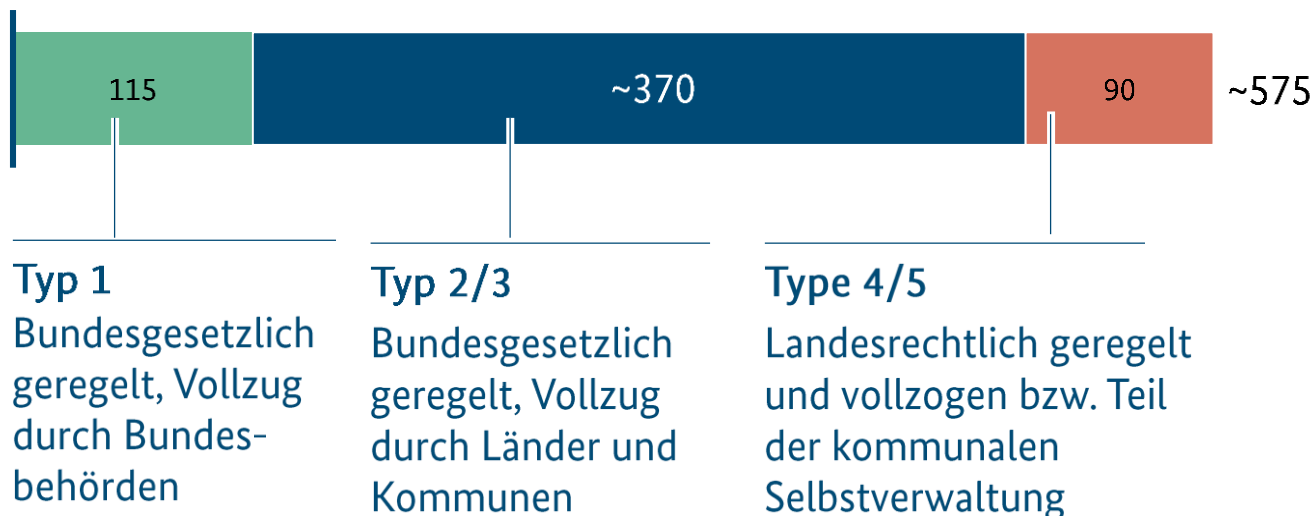 115
~370
90
~575
Typ 1
Bundesgesetzlich
geregelt, Vollzug
durch Bundes-
behörden
Typ 2/3
Bundesgesetzlich
geregelt, Vollzug
durch Länder und
Kommunen
Type 4/5
Landesrechtlich geregelt
und vollzogen bzw. Teil
der kommunalen
Selbstverwaltung